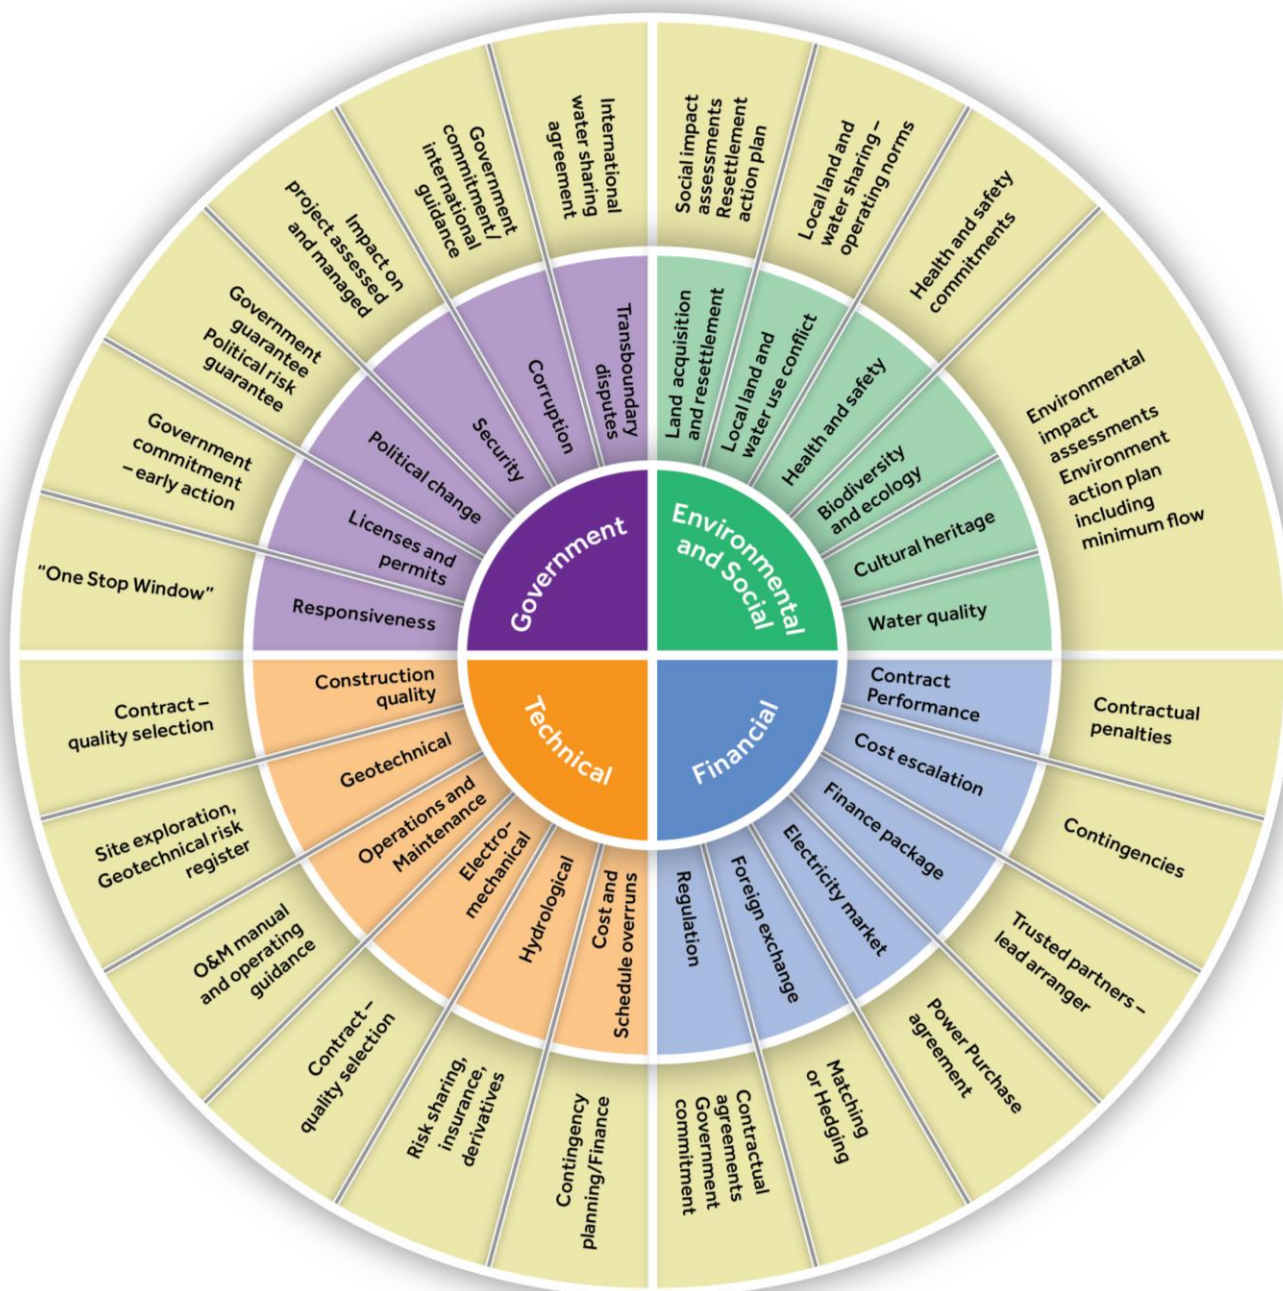 Government
Environmental
and Social
Technical
Financial
Transboundary
disputes
Corruption
Security
Political change
Licenses and
permits
Responsiveness
Land acquisition
and resettlement
Local land and
water use conflict
Health and safety
Biodiversity
and ecology
Cultural heritage
Water quality
Contract
Performance
Cost escalation
Finance package
Electricity market
Foreign exchange
Regulation
Construction
quality
Geotechnical
Operations and
Maintenance
Electro-
mechanical
Hydrological
Cost and
Schedule overruns
International
water sharing
agreement
Government
commitment/
international
guidance
Impact on
project assessed
and managed
Government
guarantee
Political risk
guarantee
Government
commitment
– early action
“One Stop Window”
Social impact
assessments
Resettlement
action plan
Local land and
water sharing –
operating norms
Health and safety
commitments
Environmental
impact
assessments
Environment
action plan
including
minimum flow
Contractual
penalties
Contingencies
Trusted partners –
lead arranger
Power Purchase
agreement
Matching
or Hedging
Contractual
agreements
Government
commitment
Contract –
quality selection
Site exploration,
Geotechnical risk
register
O&M manual
and operating
guidance
Contract –
quality selection
Risk sharing,
insurance,
derivatives
Contingency
planning/Finance